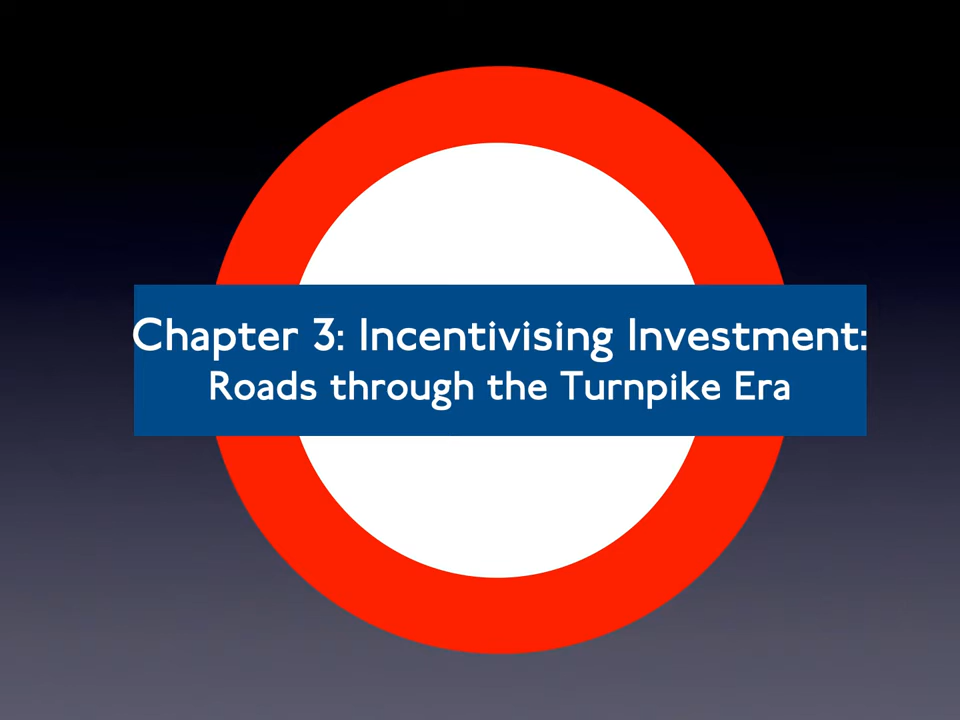 Chapter 3: Incentivising Investment:
Roads through the Turnpike Era